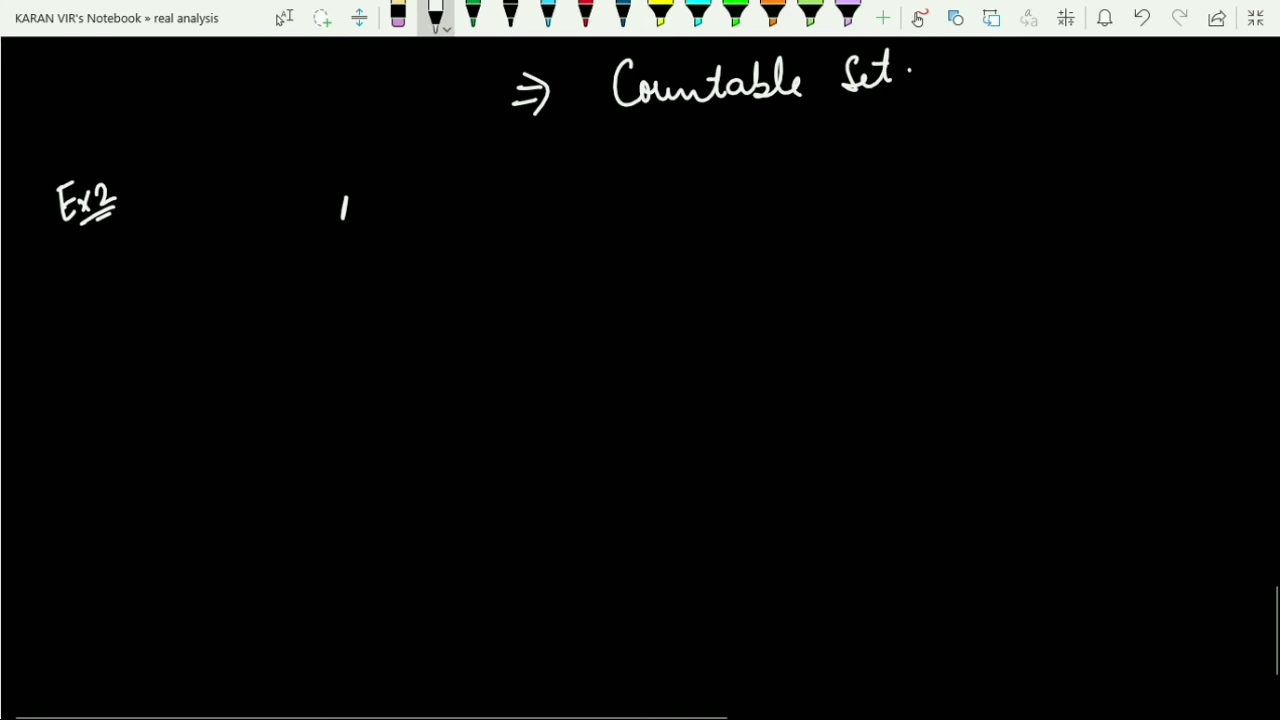 KARAN VIR's Notebook » real analysis
⇒ Countable Set.
Ex2